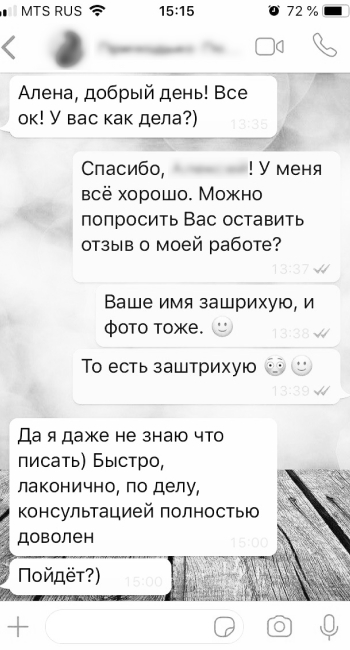 MTS RUS 15:15 72 %
Алена, добрый день! Все
ок! У вас как дела?)
13:35
Спасибо, ! У меня
всё хорошо. Можно
попросить Вас оставить
отзыв о моей работе?
13:37
Ваше имя зашрихую, и
фото тоже.
13:38
То есть заштрихую
13:39
Да я даже не знаю что
писать) Быстро,
лаконично, по делу,
консультацией полностью
доволен
15:00
Пойдёт?)
15:00